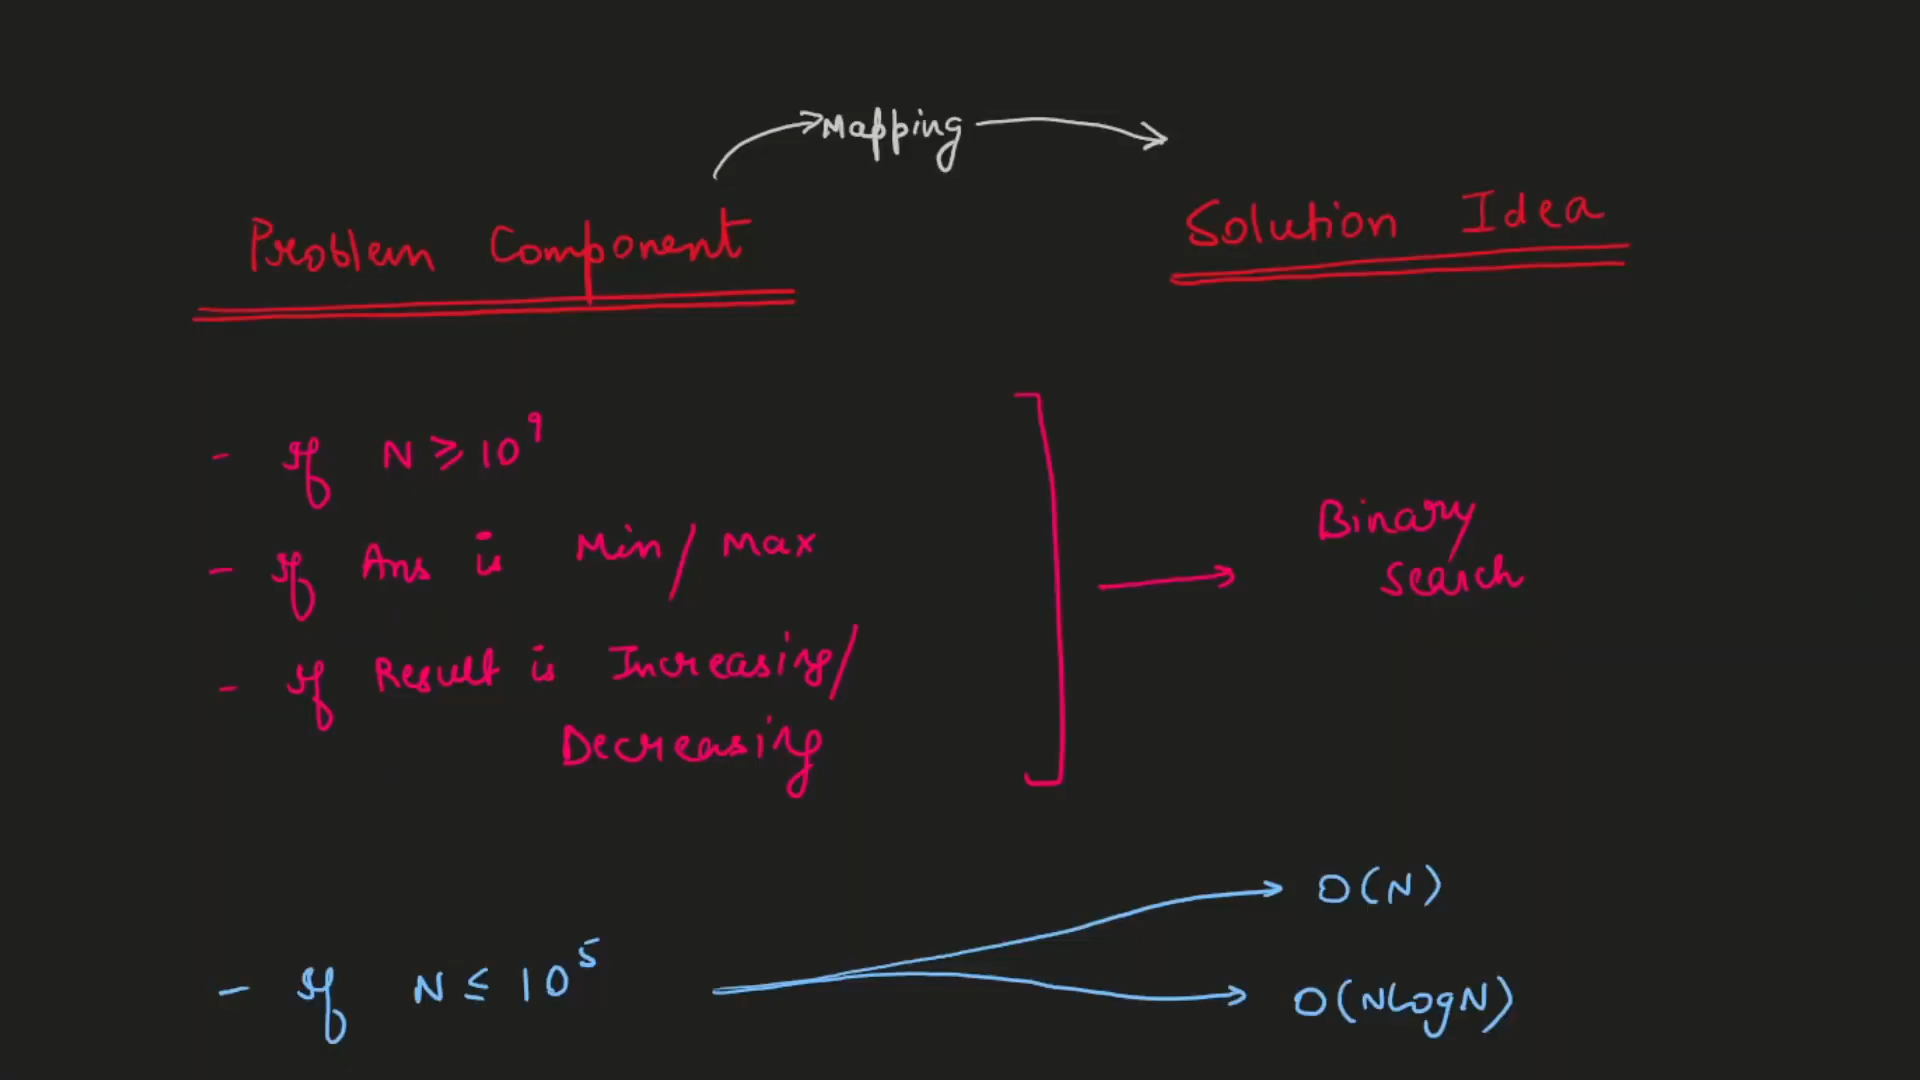 Mapping
Problem Component
Solution Idea
- If N ≥ 10⁹
- If Ans is Min/Max
- If Result is Increasing/
Decreasing
Binary
Search
- If N ≤ 10⁵
O(N)
O(NLogN)